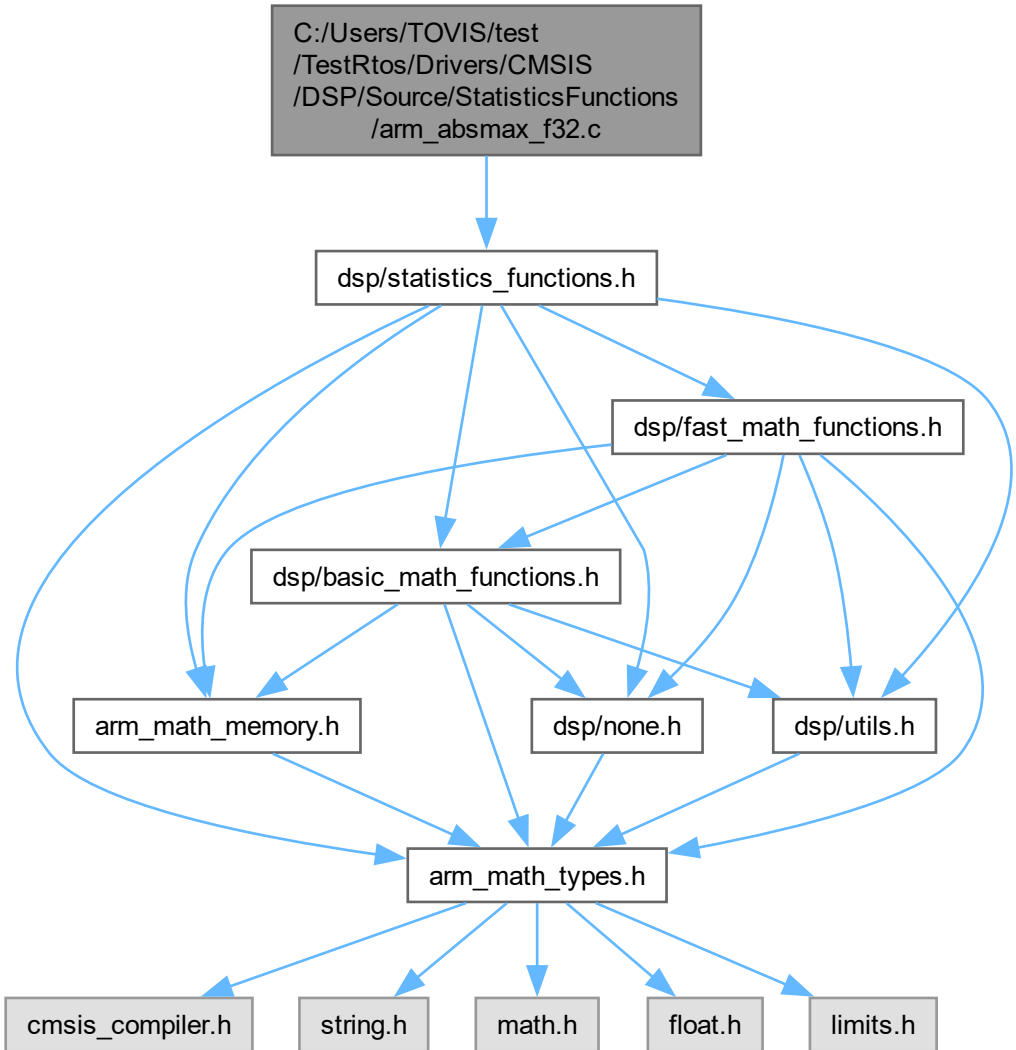 C:/Users/TOVIS/test
/TestRtos/Drivers/CMSIS
/DSP/Source/StatisticsFunctions
/arm_absmax_f32.c
dsp/statistics_functions.h
dsp/fast_math_functions.h
dsp/basic_math_functions.h
arm_math_memory.h
dsp/none.h
dsp/utils.h
arm_math_types.h
cmsis_compiler.h
string.h
math.h
float.h
limits.h